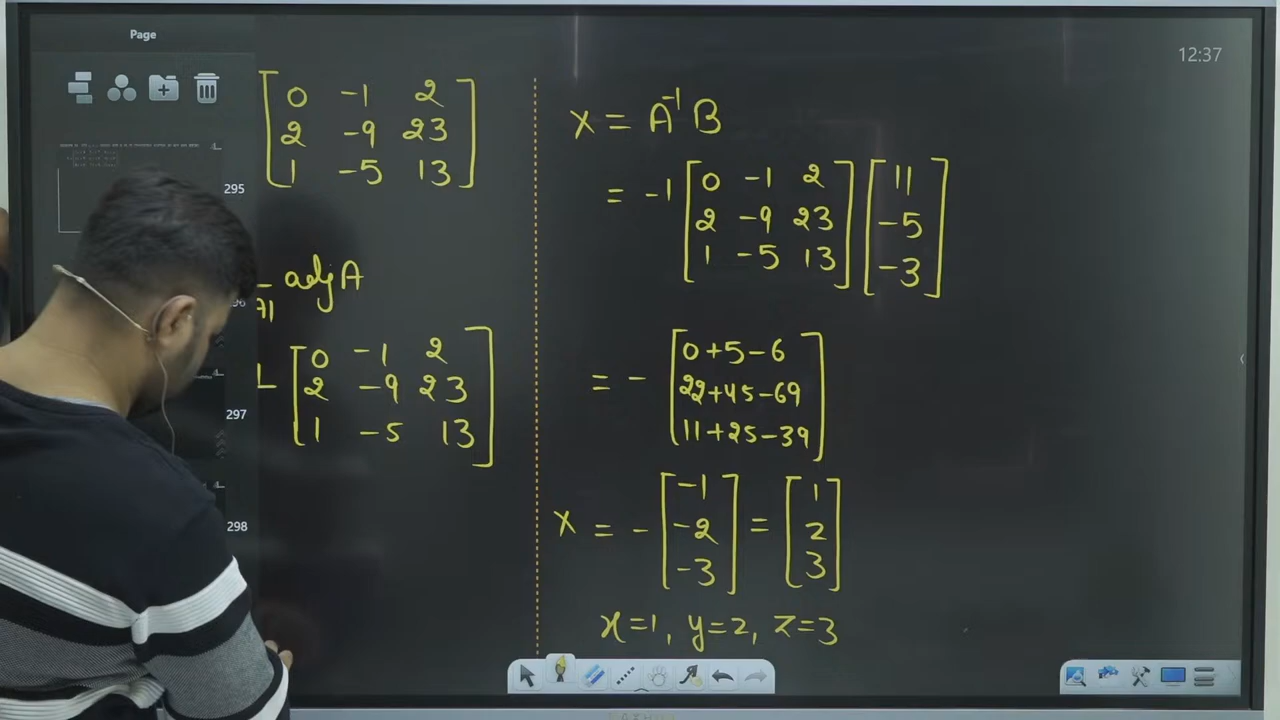 Page
12:37
295
297
298
[0 -1 2
2 -9 23
1 -5 13]
adj A
[0 -1 2
2 -9 23
1 -5 13]
X = A⁻¹ B
= -1 [0 -1 2 [11
2 -9 23 -5
1 -5 13] -3]
= - [0+5-6
22+45-69
11+25-39]
X = - [-1 = [1
-2 2
-3] 3]
x=1, y=2, z=3